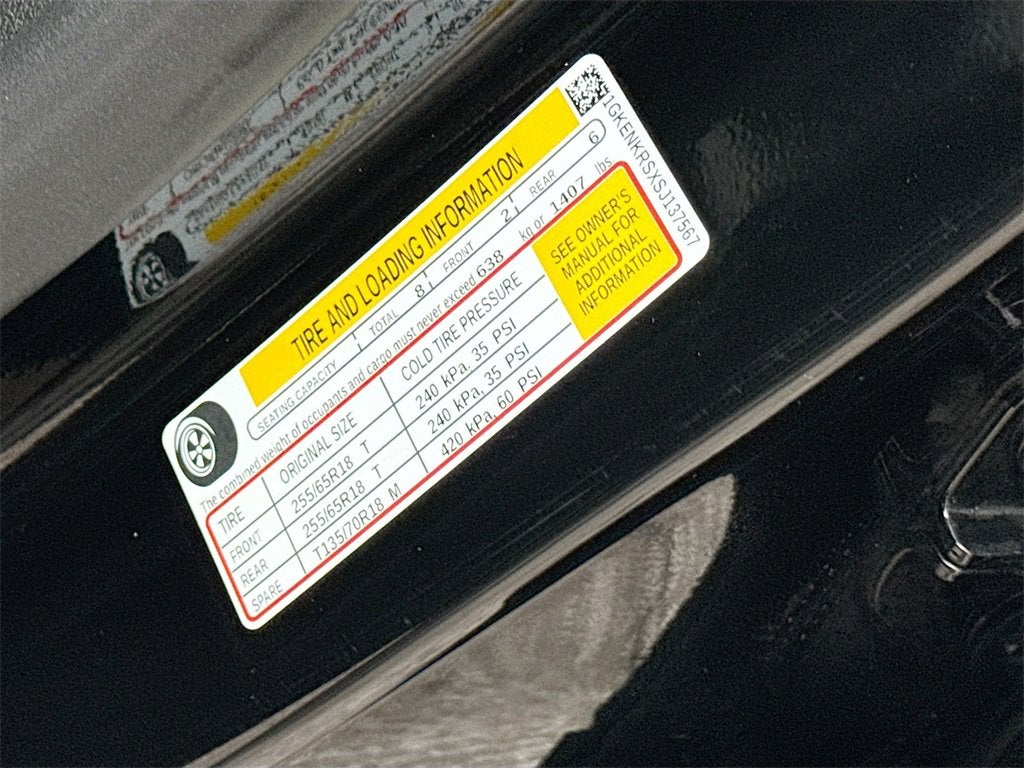 TIRE AND LOADING INFORMATION
SEATING CAPACITY TOTAL 8 FRONT 2 REAR 6
The combined weight of occupants and cargo must never exceed 638 kg or 1407 lbs.
TIRE ORIGINAL SIZE COLD TIRE PRESSURE
FRONT 255/65R18 T 240 kPa, 35 PSI
REAR 255/65R18 T 240 kPa, 35 PSI
SPARE T135/70R18 M 420 kPa, 60 PSI
SEE OWNER'S
MANUAL FOR
ADDITIONAL
INFORMATION
1GKENKRSXSJ137567